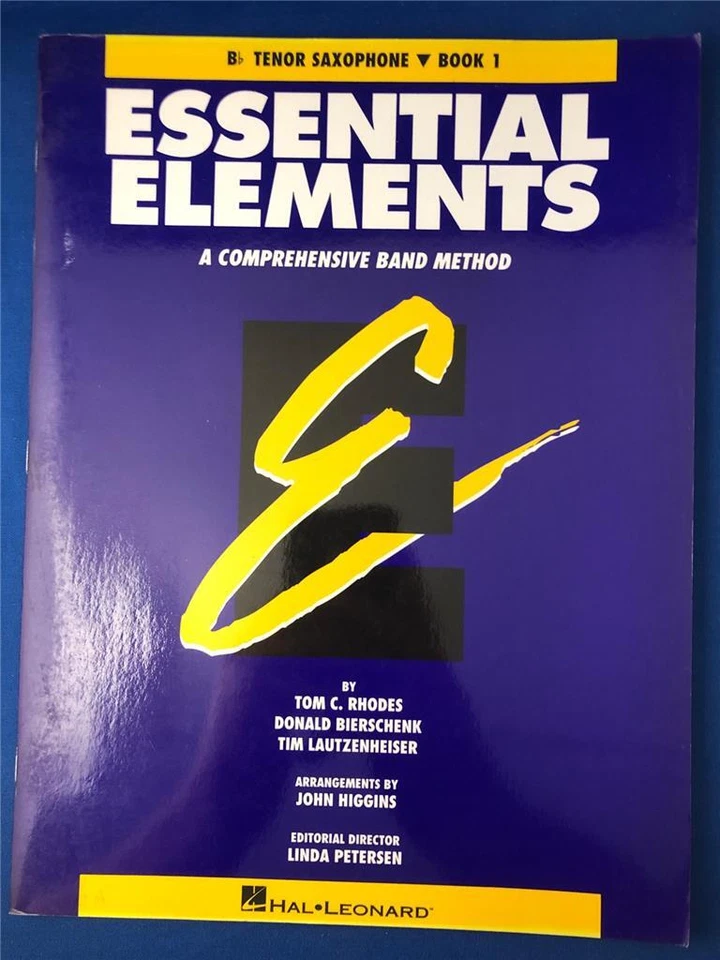 B♭ TENOR SAXOPHONE ▼ BOOK 1
ESSENTIAL
ELEMENTS
A COMPREHENSIVE BAND METHOD
E
E
BY
TOM C. RHODES
DONALD BIERSCHENK
TIM LAUTZENHEISER
ARRANGEMENTS BY
JOHN HIGGINS
EDITORIAL DIRECTOR
LINDA PETERSEN
HAL•LEONARD